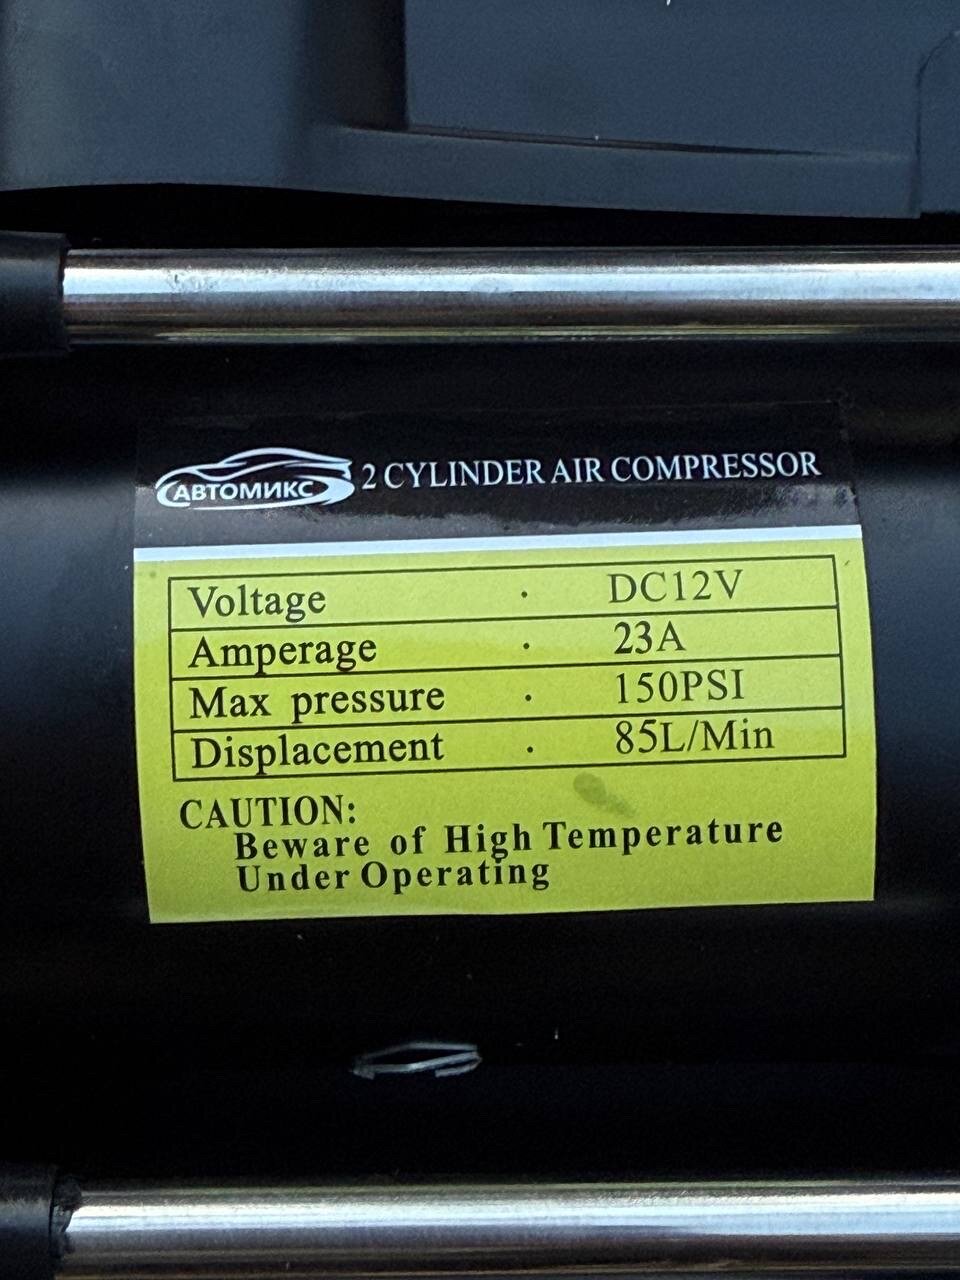 АВТОМИКС 2 CYLINDER AIR COMPRESSOR
Voltage · DC12V
Amperage · 23A
Max pressure · 150PSI
Displacement · 85L/Min
CAUTION:
Beware of High Temperature
Under Operating